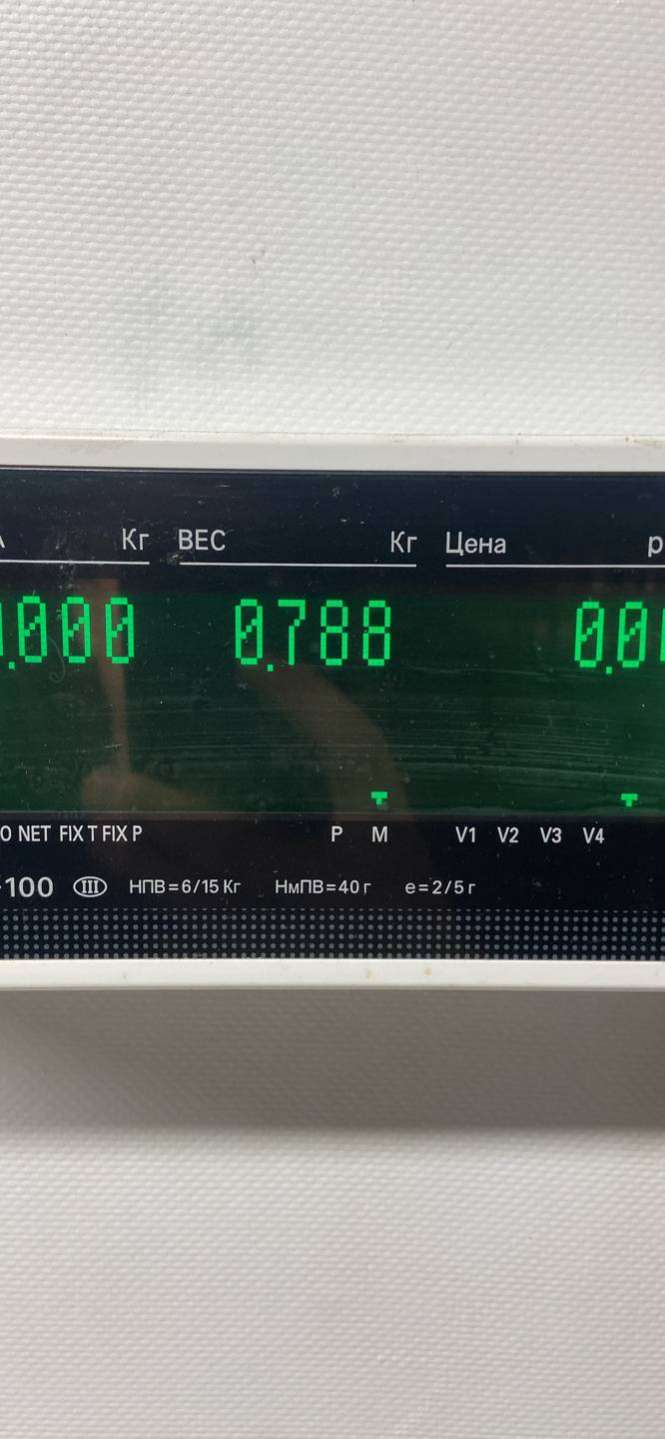 Кг ВЕС Кг Цена р
.000 0.788 0.0
NET FIX T FIX P P M V1 V2 V3 V4
100 III НПВ=6/15 Кг НмПВ=40 г е=2/5 г